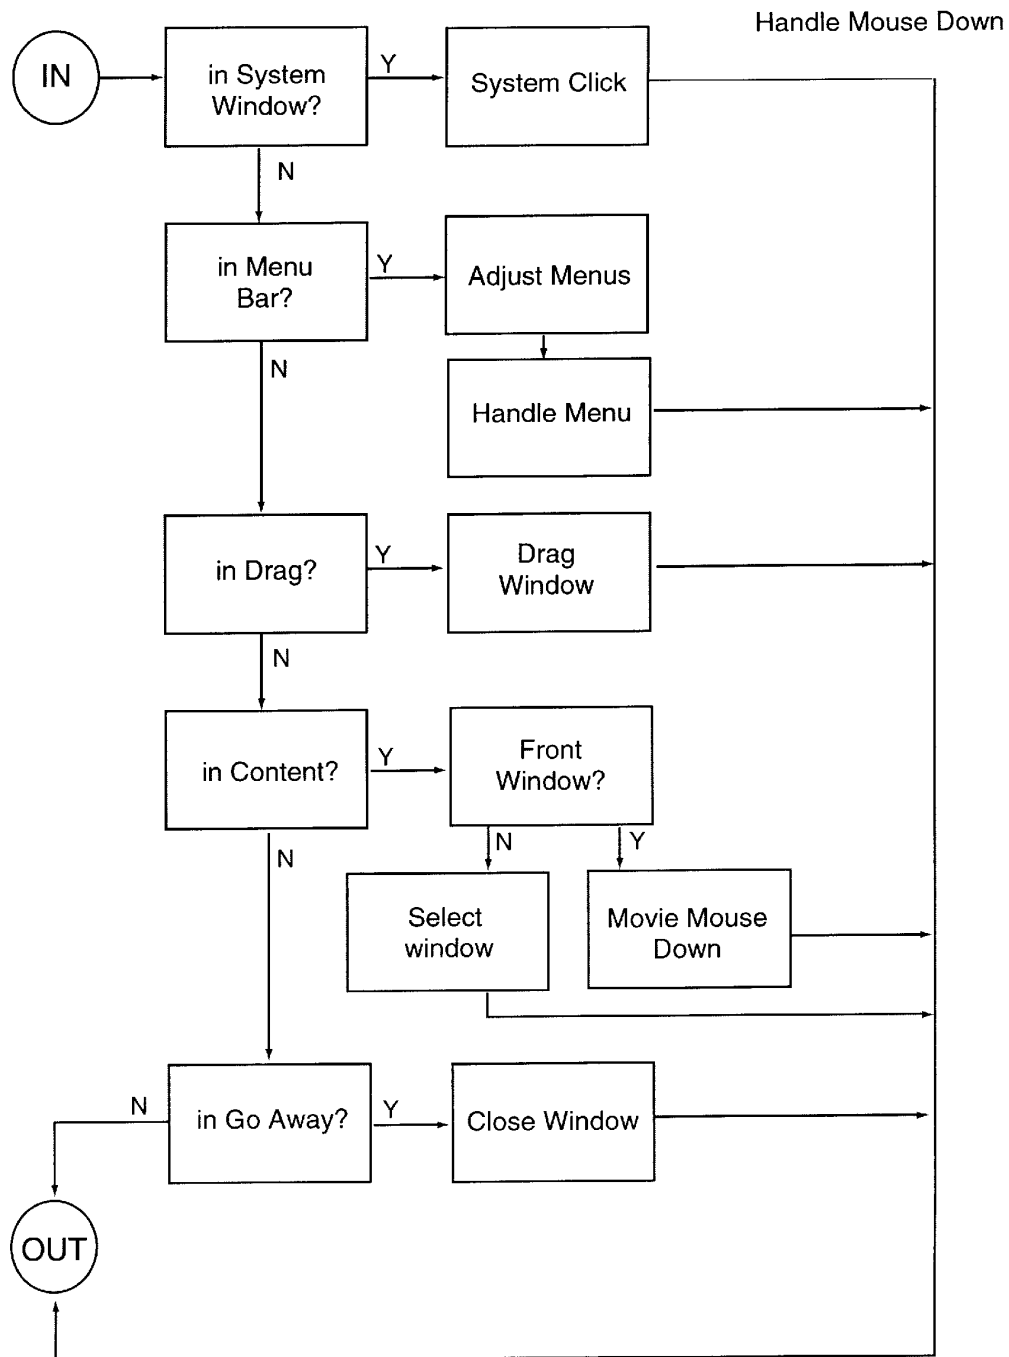 Handle Mouse Down
IN
in System
Window?
Y
System Click
N
in Menu
Bar?
Y
Adjust Menus
N
Handle Menu
in Drag?
Y
Drag
Window
N
in Content?
Y
Front
Window?
N
N
Y
Select
window
Movie Mouse
Down
N
in Go Away?
Y
Close Window
OUT